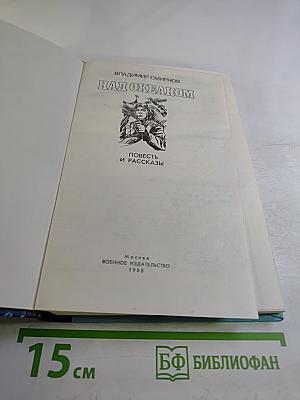 ВЛАДИМИР СМИРНОВ
НАД ОКЕАНОМ
ПОВЕСТЬ
И РАССКАЗЫ
Москва
ВОЕННОЕ ИЗДАТЕЛЬСТВО
1988
15 СМ
БФ БИБЛИОФАН